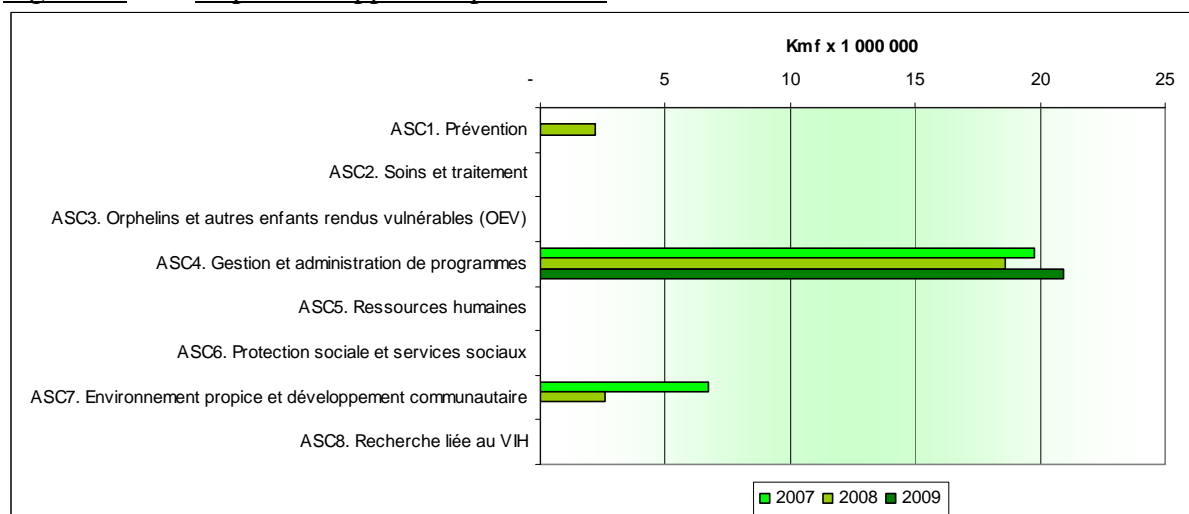 Kmf x 1 000 000
- 5 10 15 20 25
ASC1. Prévention
ASC2. Soins et traitement
ASC3. Orphelins et autres enfants rendus vulnérables (OEV)
ASC4. Gestion et administration de programmes
ASC5. Ressources humaines
ASC6. Protection sociale et services sociaux
ASC7. Environnement propice et développement communautaire
ASC8. Recherche liée au VIH
2007 2008 2009